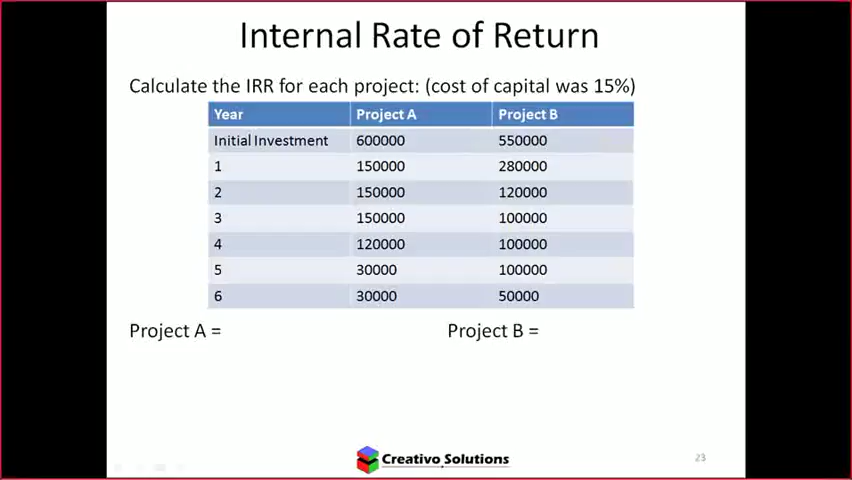 Internal Rate of Return
Calculate the IRR for each project: (cost of capital was 15%)
Year Project A Project B
Initial Investment 600000 550000
1 150000 280000
2 150000 120000
3 150000 100000
4 120000 100000
5 30000 100000
6 30000 50000
Project A = Project B =
Creativo Solutions
23